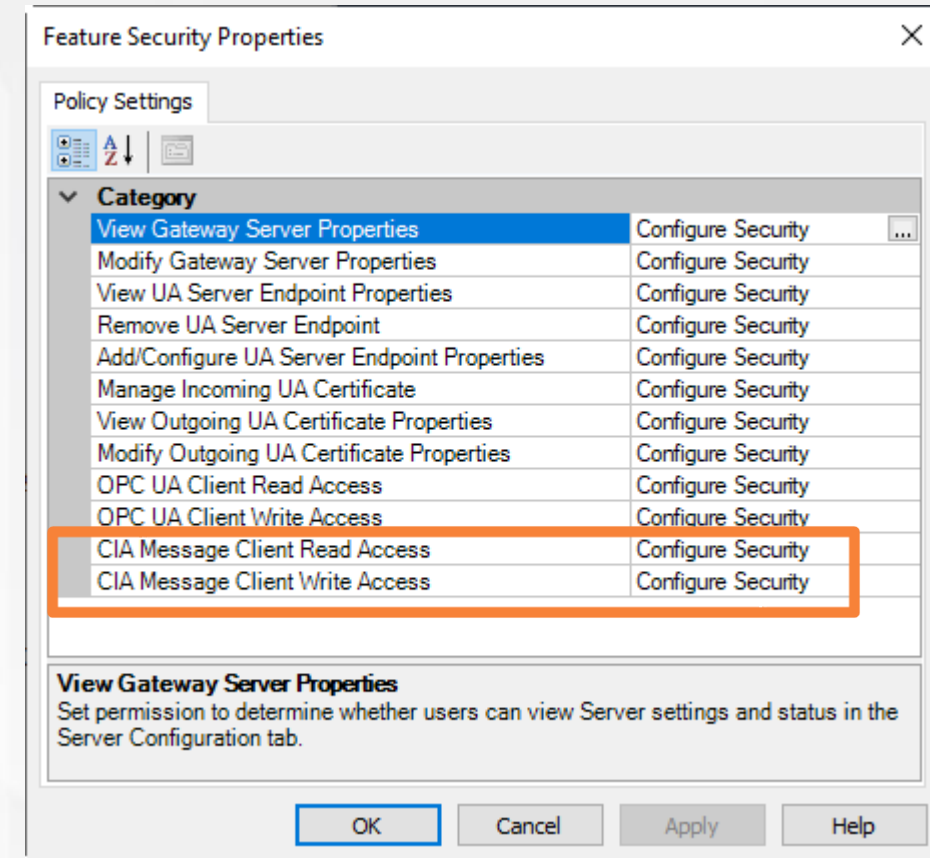 Feature Security Properties
Policy Settings
Category
View Gateway Server Properties Configure Security ...
Modify Gateway Server Properties Configure Security
View UA Server Endpoint Properties Configure Security
Remove UA Server Endpoint Configure Security
Add/Configure UA Server Endpoint Properties Configure Security
Manage Incoming UA Certificate Configure Security
View Outgoing UA Certificate Properties Configure Security
Modify Outgoing UA Certificate Properties Configure Security
OPC UA Client Read Access Configure Security
OPC UA Client Write Access Configure Security
CIA Message Client Read Access Configure Security
CIA Message Client Write Access Configure Security
View Gateway Server Properties
Set permission to determine whether users can view Server settings and status in the
Server Configuration tab.
OK Cancel Apply Help